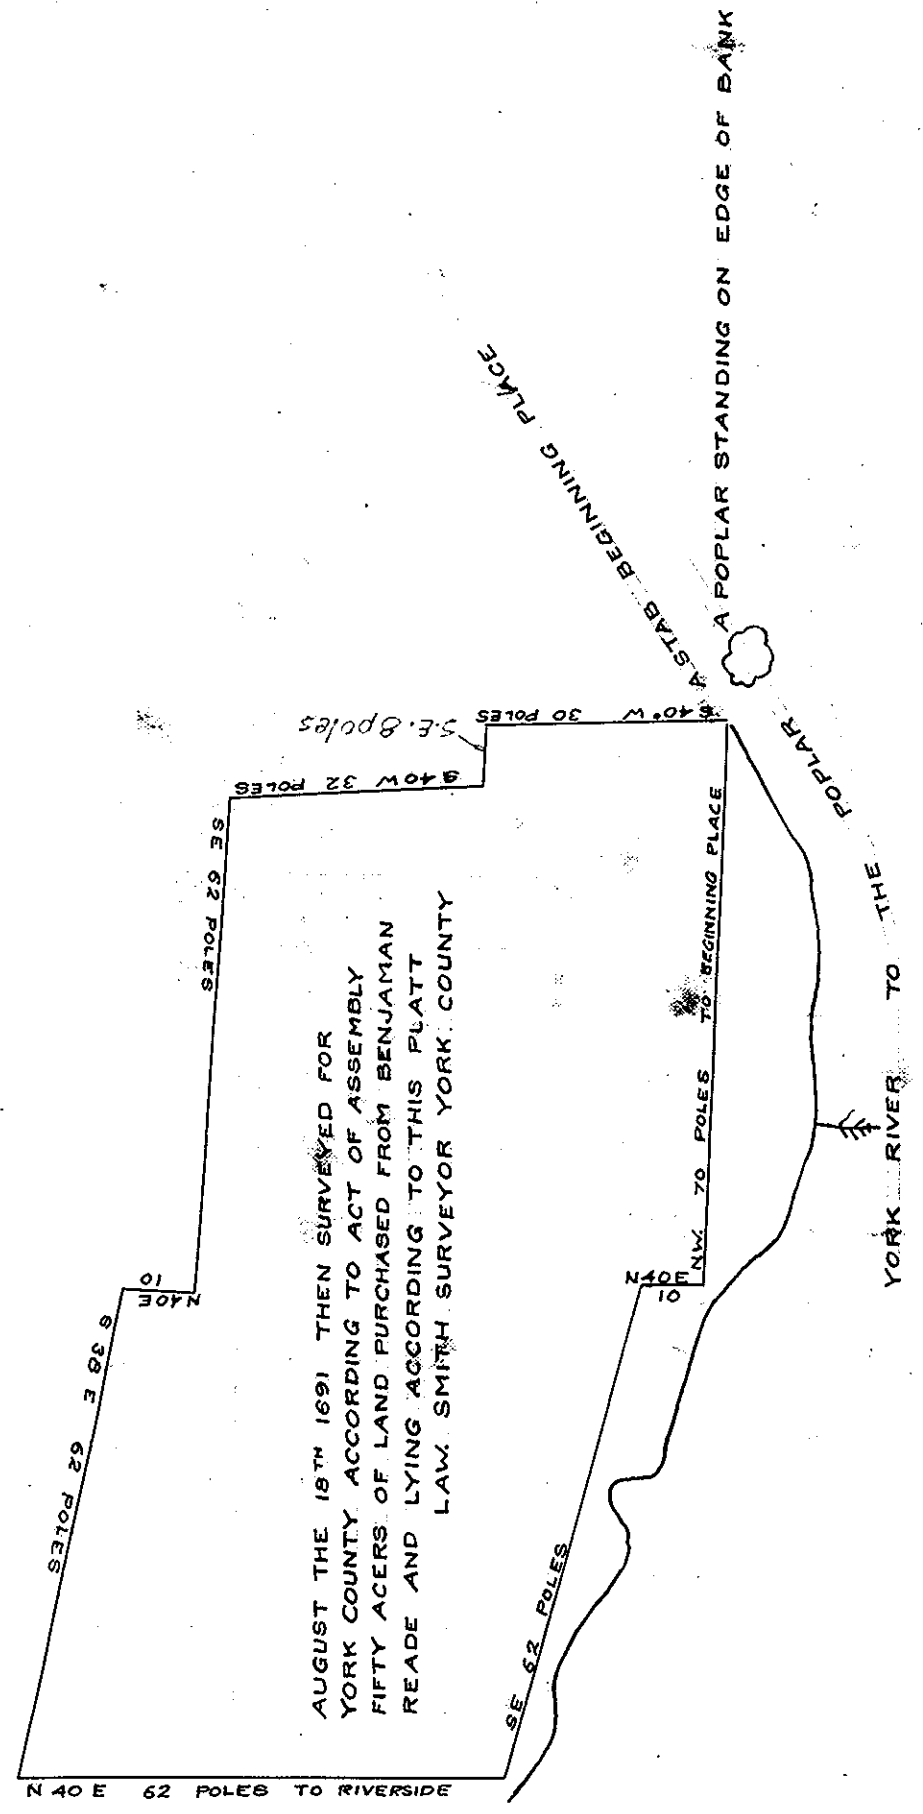 AUGUST THE 18TH 1691 THEN SURVEYED FOR
YORK COUNTY ACCORDING TO ACT OF ASSEMBLY
FIFTY ACERS OF LAND PURCHASED FROM BENJAMAN
READE AND LYING ACCORDING TO THIS PLATT
LAW. SMITH SURVEYOR YORK COUNTY
A POPLAR STANDING ON EDGE OF BANK
A STAB BEGINNING PLACE
S 40° W 30 POLES
S.E. 8 poles
S 40 W 32 POLES
SE 62 POLES
N40E
10
S 38 E 62 POLES
N 40 E 62 POLES TO RIVERSIDE
SE 62 POLES
N40E
10
N.W. 70 POLES TO BEGINNING PLACE
YORK RIVER TO THE POPLAR